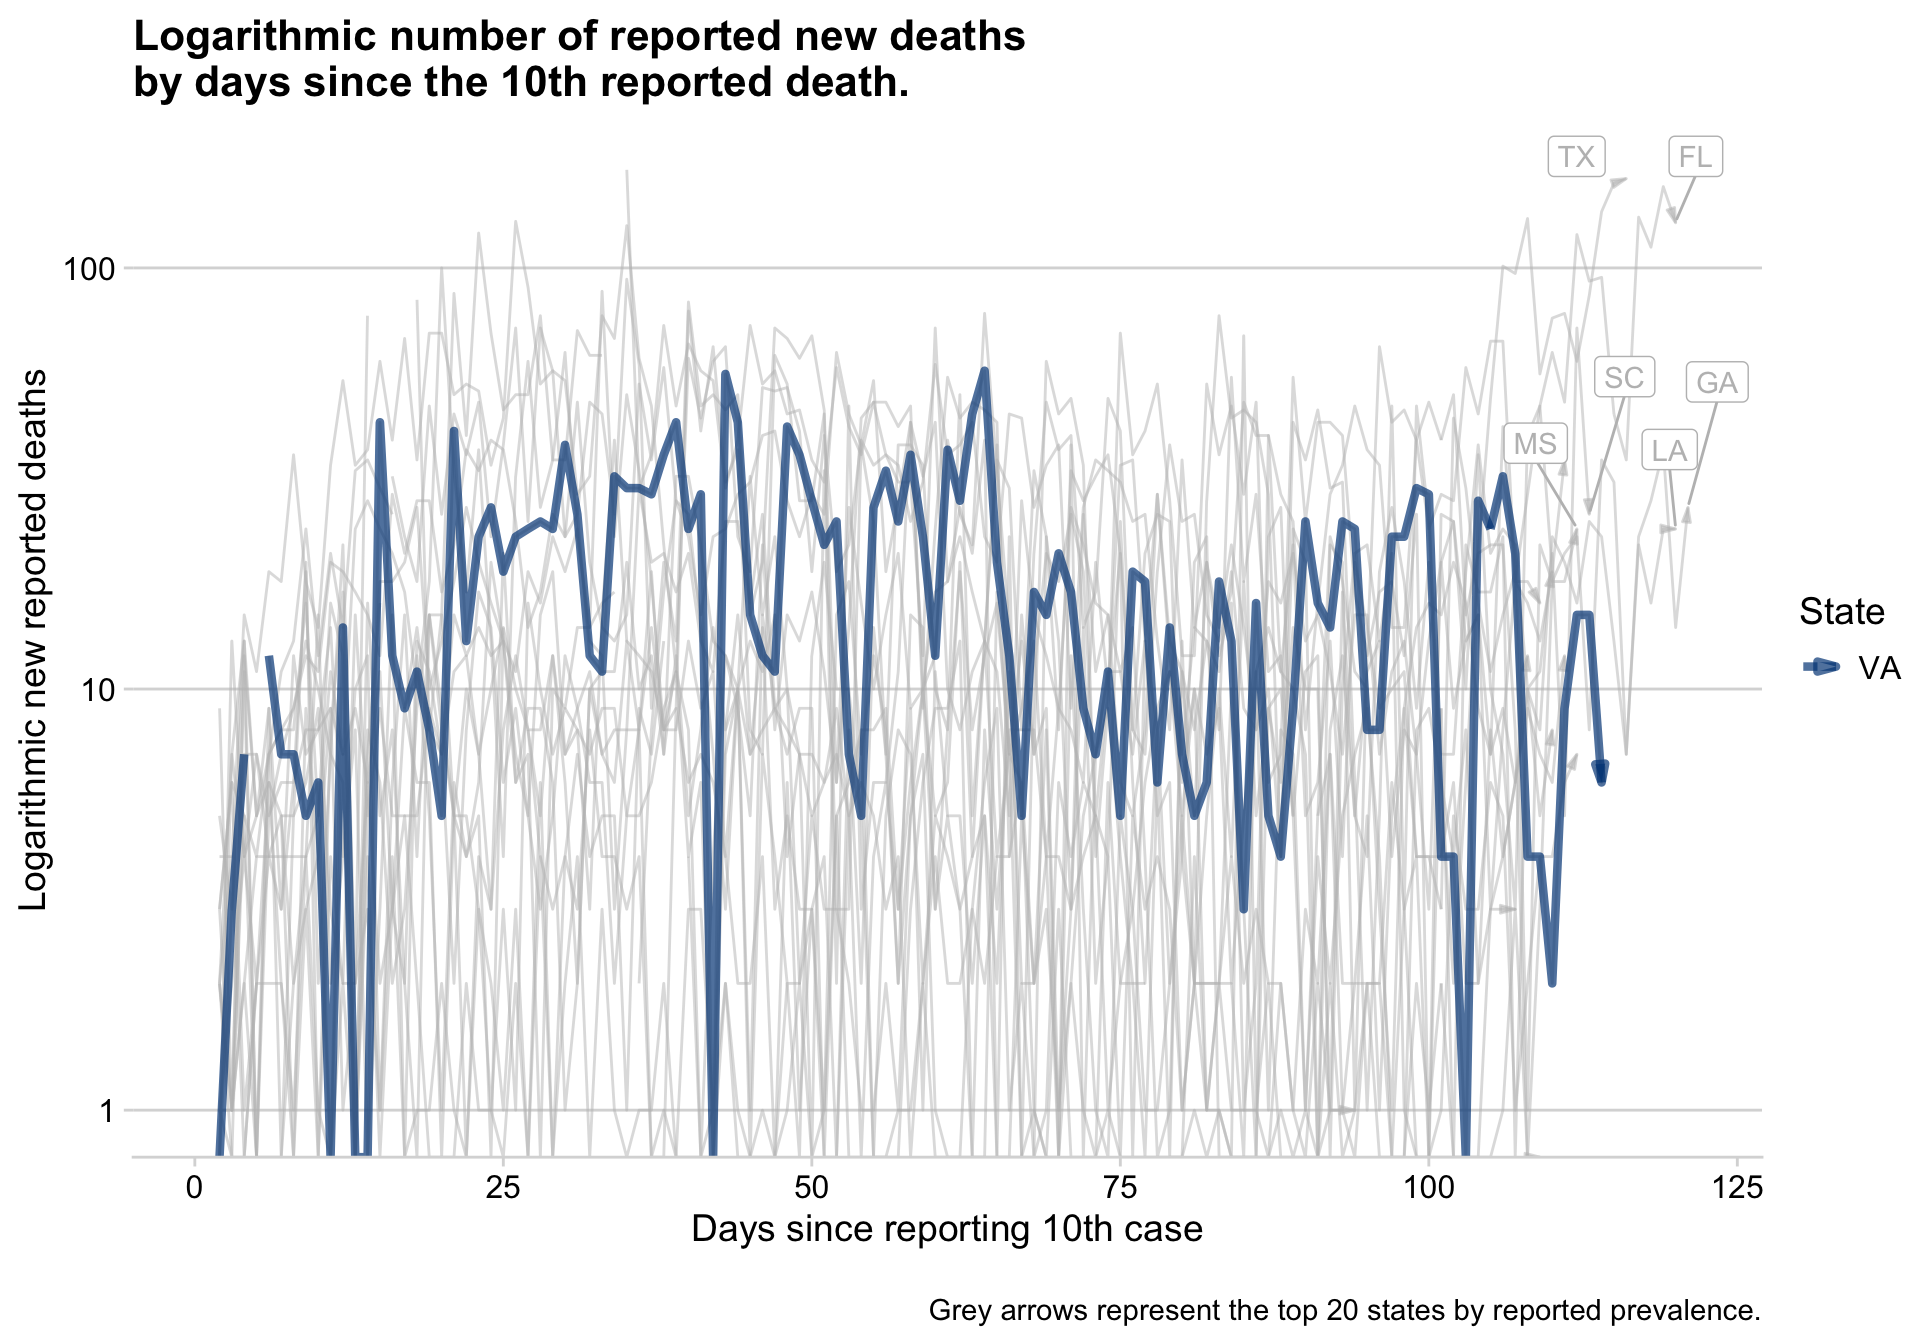 Logarithmic number of reported new deaths
by days since the 10th reported death.
TX
FL
100
SC
GA
MS
LA
10
1
Logarithmic new reported deaths
State
VA
0
25
50
75
100
125
Days since reporting 10th case
Grey arrows represent the top 20 states by reported prevalence.